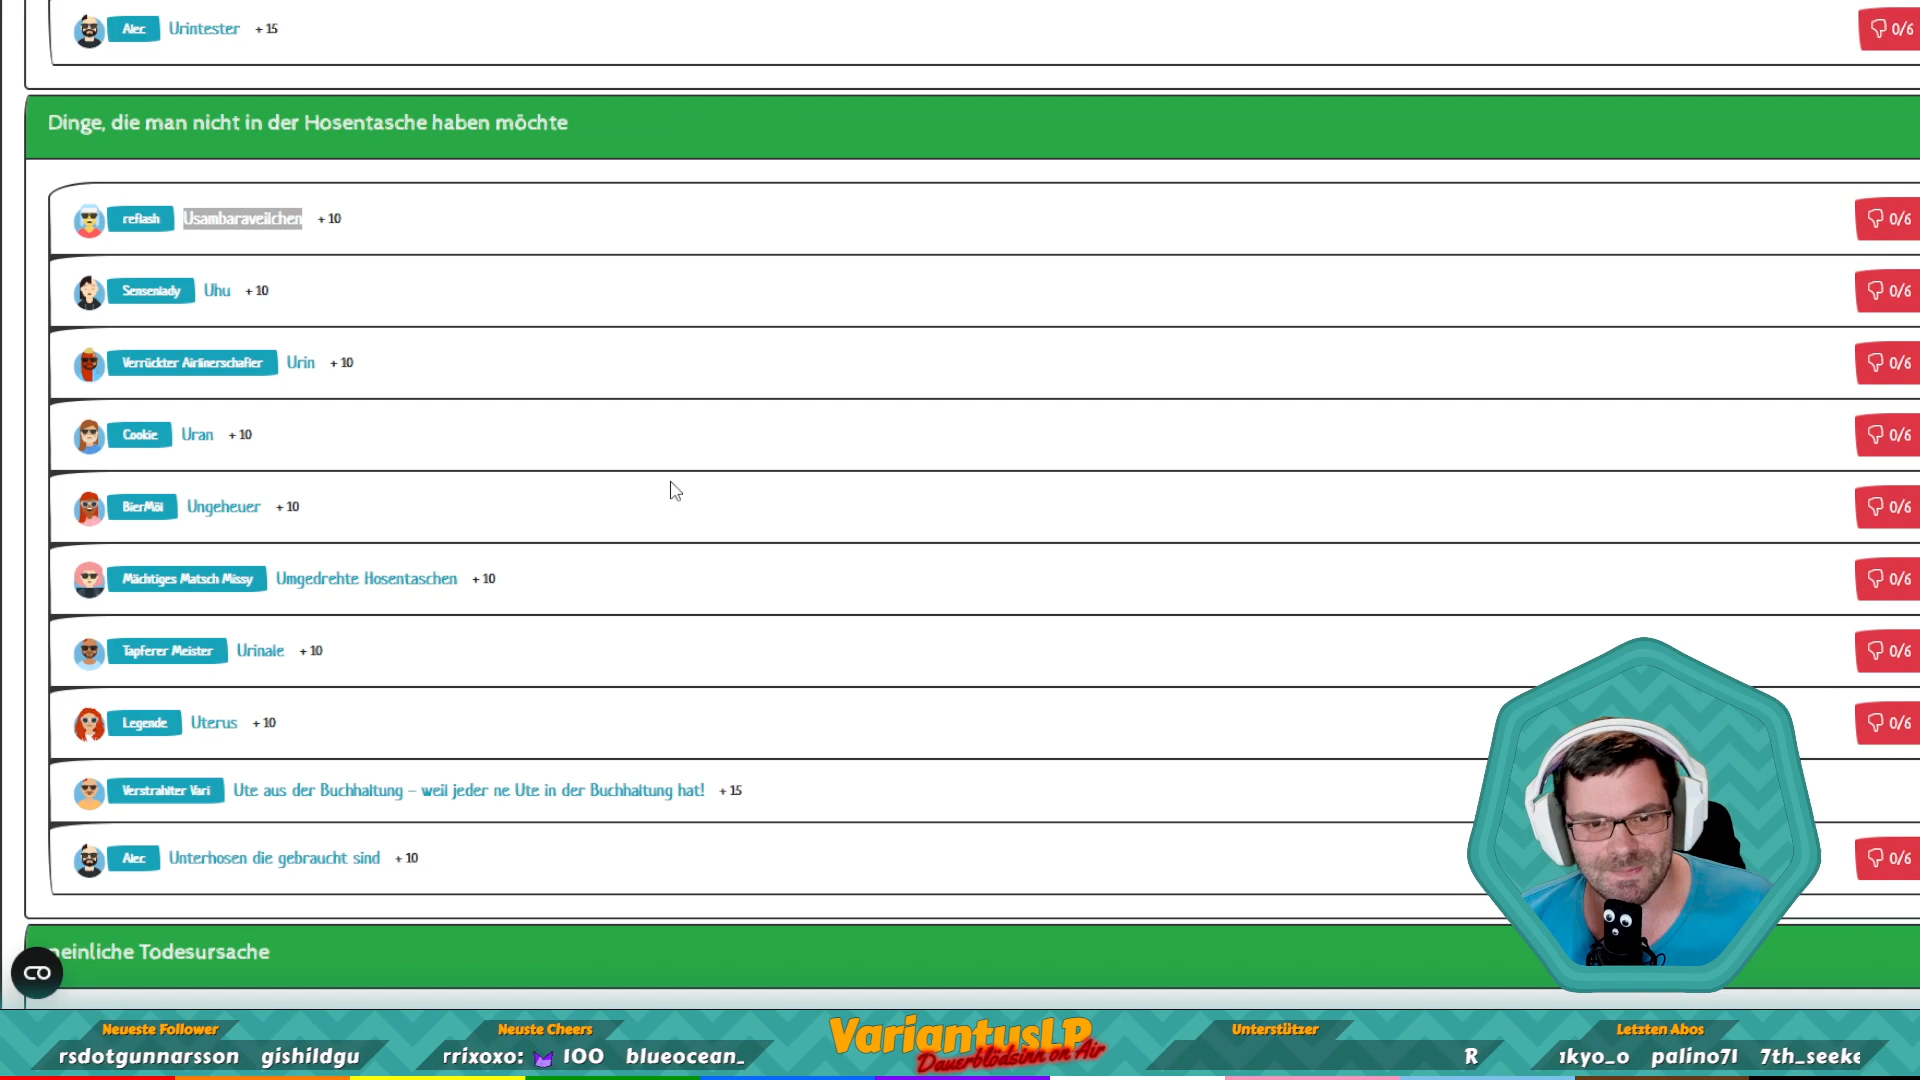 Alec Urintester + 15 0/6
Dinge, die man nicht in der Hosentasche haben möchte
reflash Usambaraveilchen + 10 0/6
Sensenlady Uhu + 10 0/6
Verrückter Airlinerschafler Urin + 10 0/6
Cookie Uran + 10 0/6
BierMöl Ungeheuer + 10 0/6
Mächtiges Matsch Missy Umgedrehte Hosentaschen + 10 0/6
Tapferer Meister Urinale + 10 0/6
Legende Uterus + 10 0/6
Verstrahlter Vari Ute aus der Buchhaltung – weil jeder ne Ute in der Buchhaltung hat! + 15
Alec Unterhosen die gebraucht sind + 10 0/6
peinliche Todesursache
Neueste Follower Neuste Cheers VariantusLP Unterstützer Letzten Abos
rsdotgunnarsson gishildgu rrixoxo: 100 blueocean_ Dauerblödsinn on Air R 1kyo_o palino71 7th_seeke